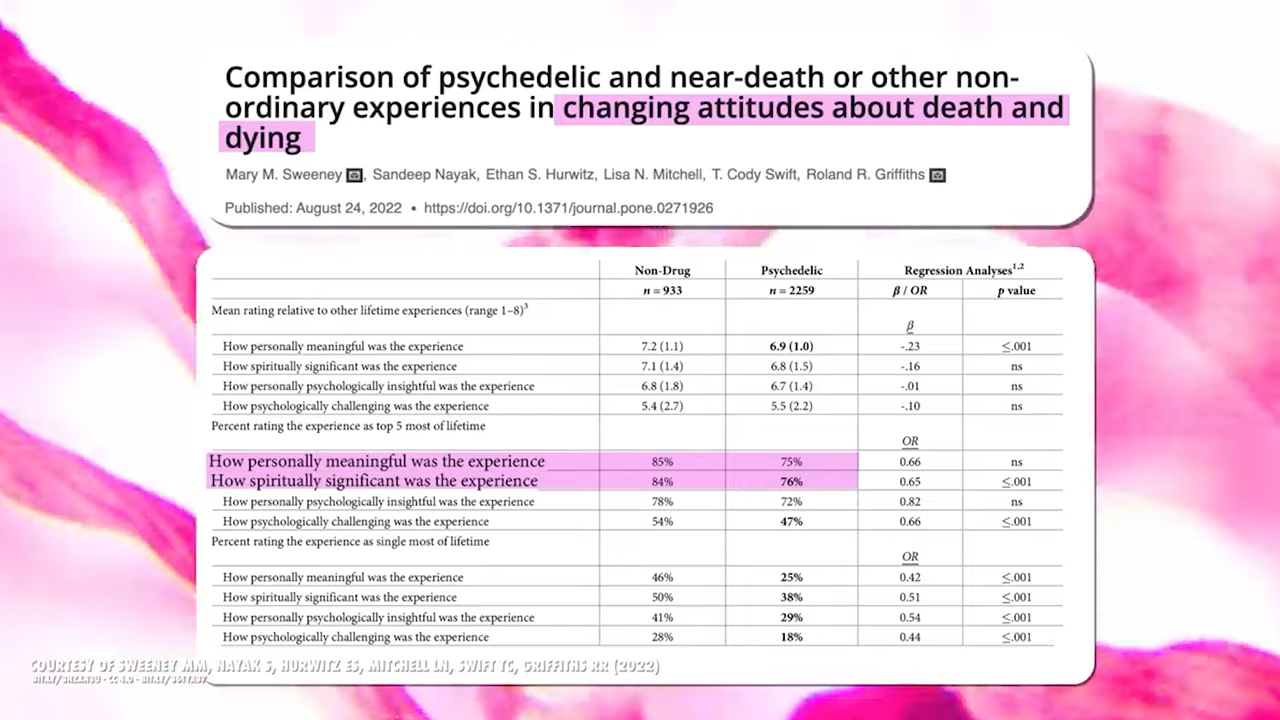 Comparison of psychedelic and near-death or other non-
ordinary experiences in changing attitudes about death and
dying
Mary M. Sweeney, Sandeep Nayak, Ethan S. Hurwitz, Lisa N. Mitchell, T. Cody Swift, Roland R. Griffiths
Published: August 24, 2022 • https://doi.org/10.1371/journal.pone.0271926
Non-Drug Psychedelic Regression Analyses1,2
n = 933 n = 2259 β / OR p value
Mean rating relative to other lifetime experiences (range 1–8)3
β
How personally meaningful was the experience 7.2 (1.1) 6.9 (1.0) -.23 ≤.001
How spiritually significant was the experience 7.1 (1.4) 6.8 (1.5) -.16 ns
How personally psychologically insightful was the experience 6.8 (1.8) 6.7 (1.4) -.01 ns
How psychologically challenging was the experience 5.4 (2.7) 5.5 (2.2) -.10 ns
Percent rating the experience as top 5 most of lifetime
OR
How personally meaningful was the experience 85% 75% 0.66 ns
How spiritually significant was the experience 84% 76% 0.65 ≤.001
How personally psychologically insightful was the experience 78% 72% 0.82 ns
How psychologically challenging was the experience 54% 47% 0.66 ≤.001
Percent rating the experience as single most of lifetime
OR
How personally meaningful was the experience 46% 25% 0.42 ≤.001
How spiritually significant was the experience 50% 38% 0.51 ≤.001
How personally psychologically insightful was the experience 41% 29% 0.54 ≤.001
How psychologically challenging was the experience 28% 18% 0.44 ≤.001
COURTESY OF SWEENEY MM, NAYAK S, HURWITZ ES, MITCHELL LN, SWIFT TC, GRIFFITHS RR (2022)